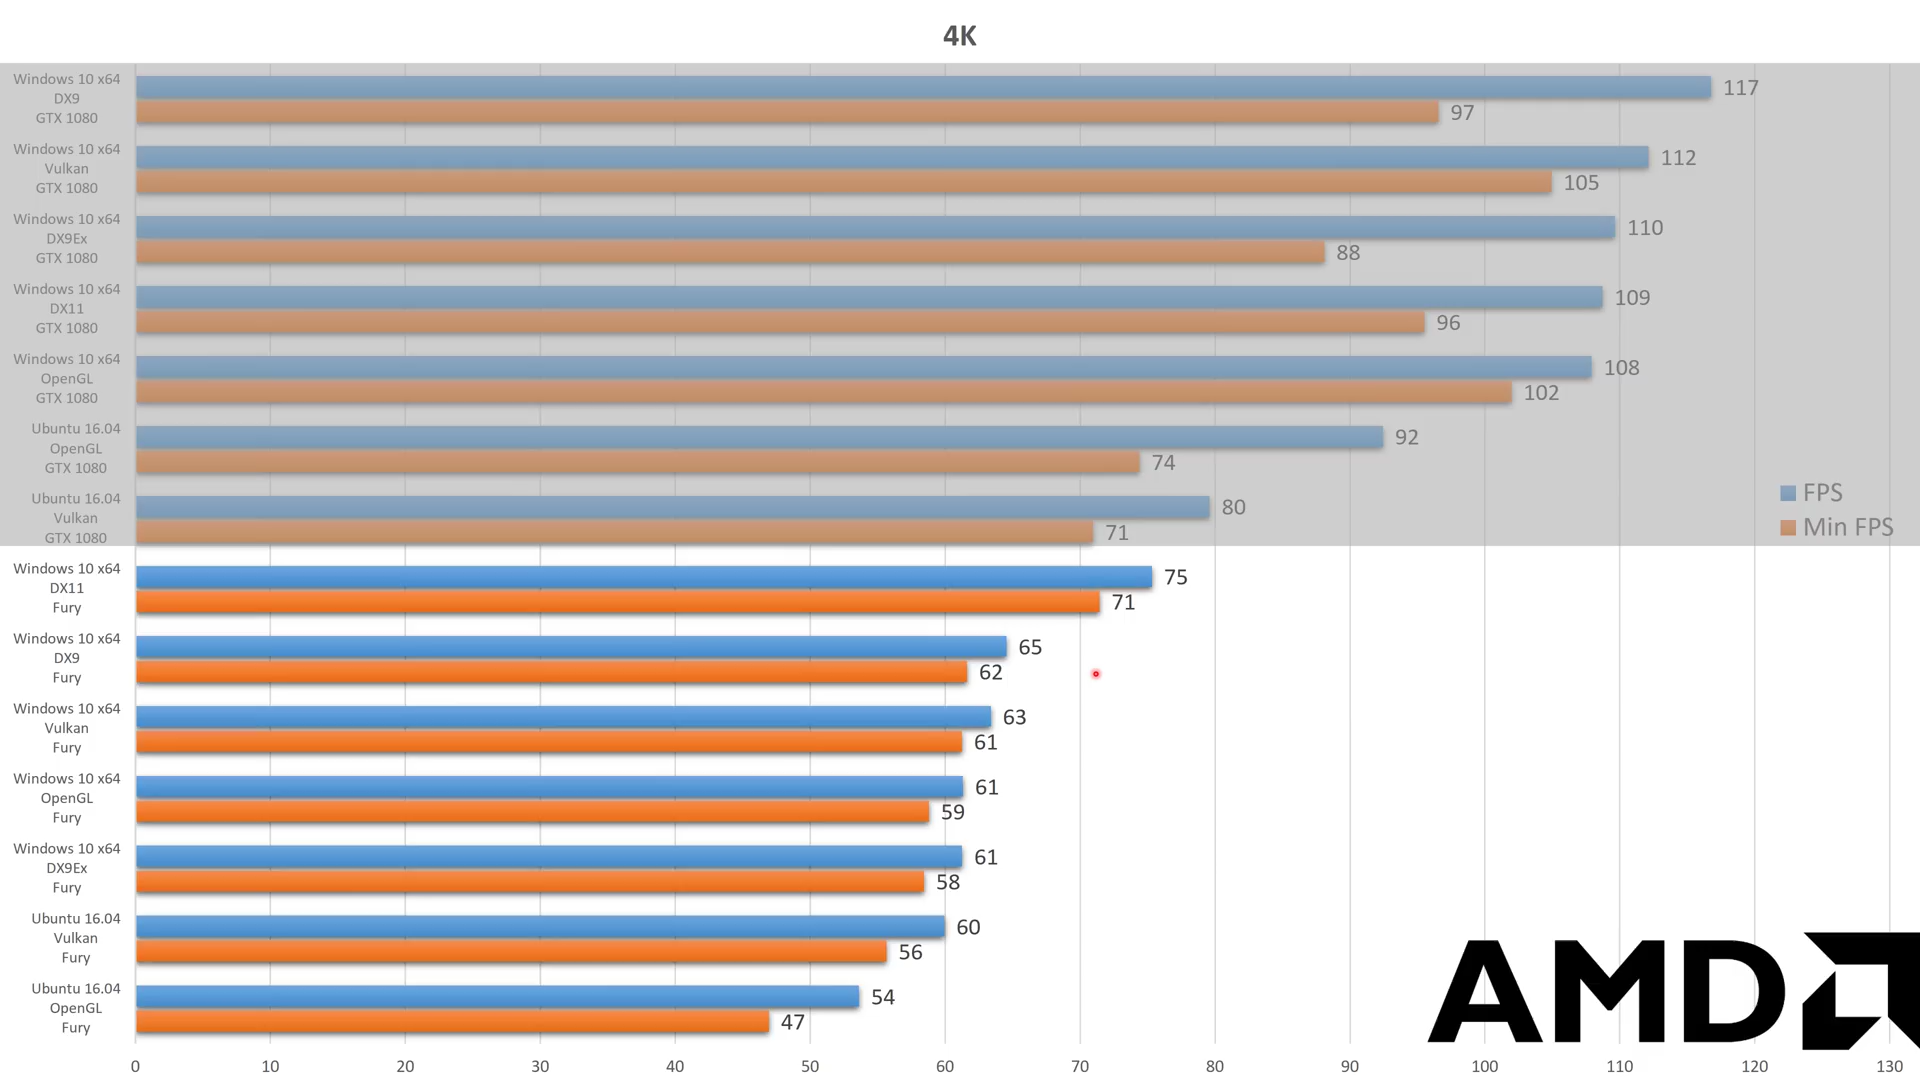 4K
Windows 10 x64
DX9
GTX 1080
117
97
Windows 10 x64
Vulkan
GTX 1080
112
105
Windows 10 x64
DX9Ex
GTX 1080
110
88
Windows 10 x64
DX11
GTX 1080
109
96
Windows 10 x64
OpenGL
GTX 1080
108
102
Ubuntu 16.04
OpenGL
GTX 1080
92
74
Ubuntu 16.04
Vulkan
GTX 1080
80
71
FPS
Min FPS
Windows 10 x64
DX11
Fury
75
71
Windows 10 x64
DX9
Fury
65
62
Windows 10 x64
Vulkan
Fury
63
61
Windows 10 x64
OpenGL
Fury
61
59
Windows 10 x64
DX9Ex
Fury
61
58
Ubuntu 16.04
Vulkan
Fury
60
56
Ubuntu 16.04
OpenGL
Fury
54
47
AMD
0 10 20 30 40 50 60 70 80 90 100 110 120 130